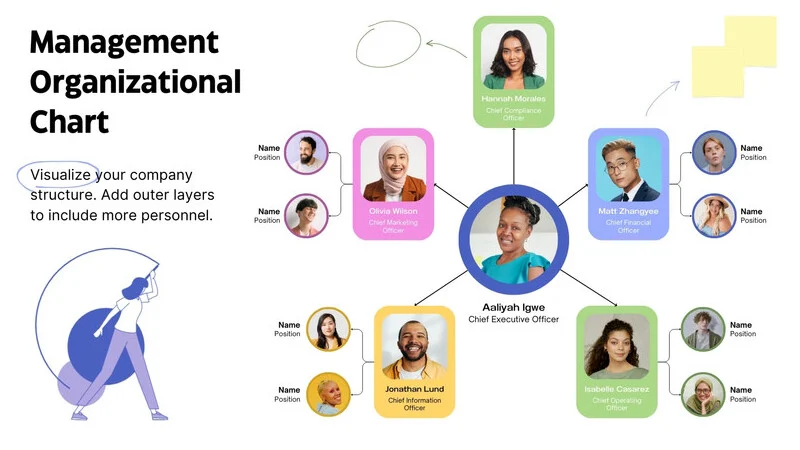 Management
Organizational
Chart
Visualize your company
structure. Add outer layers
to include more personnel.
Hannah Morales
Chief Compliance
Officer
Name
Position
Name
Position
Olivia Wilson
Chief Marketing
Officer
Matt Zhangyee
Chief Financial
Officer
Name
Position
Name
Position
Aaliyah Igwe
Chief Executive Officer
Name
Position
Name
Position
Jonathan Lund
Chief Information
Officer
Isabelle Casarez
Chief Operating
Officer
Name
Position
Name
Position